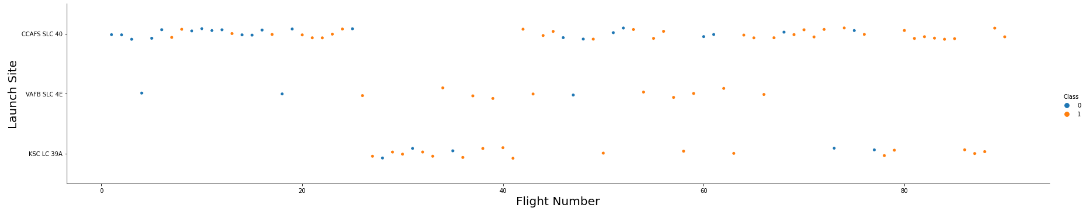 CCAFS SLC 40
VAFB SLC 4E
KSC LC 39A
Launch Site
0
20
40
60
80
Flight Number
Class
0
1